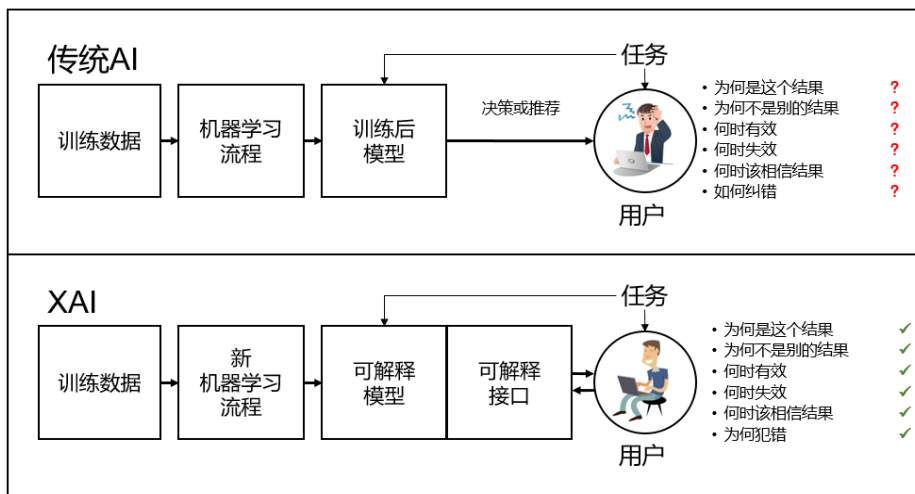 传统AI
任务
训练数据
机器学习
流程
训练后
模型
决策或推荐
用户
• 为何是这个结果 ?
• 为何不是别的结果 ?
• 何时有效 ?
• 何时失效 ?
• 何时该相信结果 ?
• 如何纠错 ?
XAI
任务
训练数据
新
机器学习
流程
可解释
模型
可解释
接口
用户
• 为何是这个结果 ✓
• 为何不是别的结果 ✓
• 何时有效 ✓
• 何时失效 ✓
• 何时该相信结果 ✓
• 为何犯错 ✓